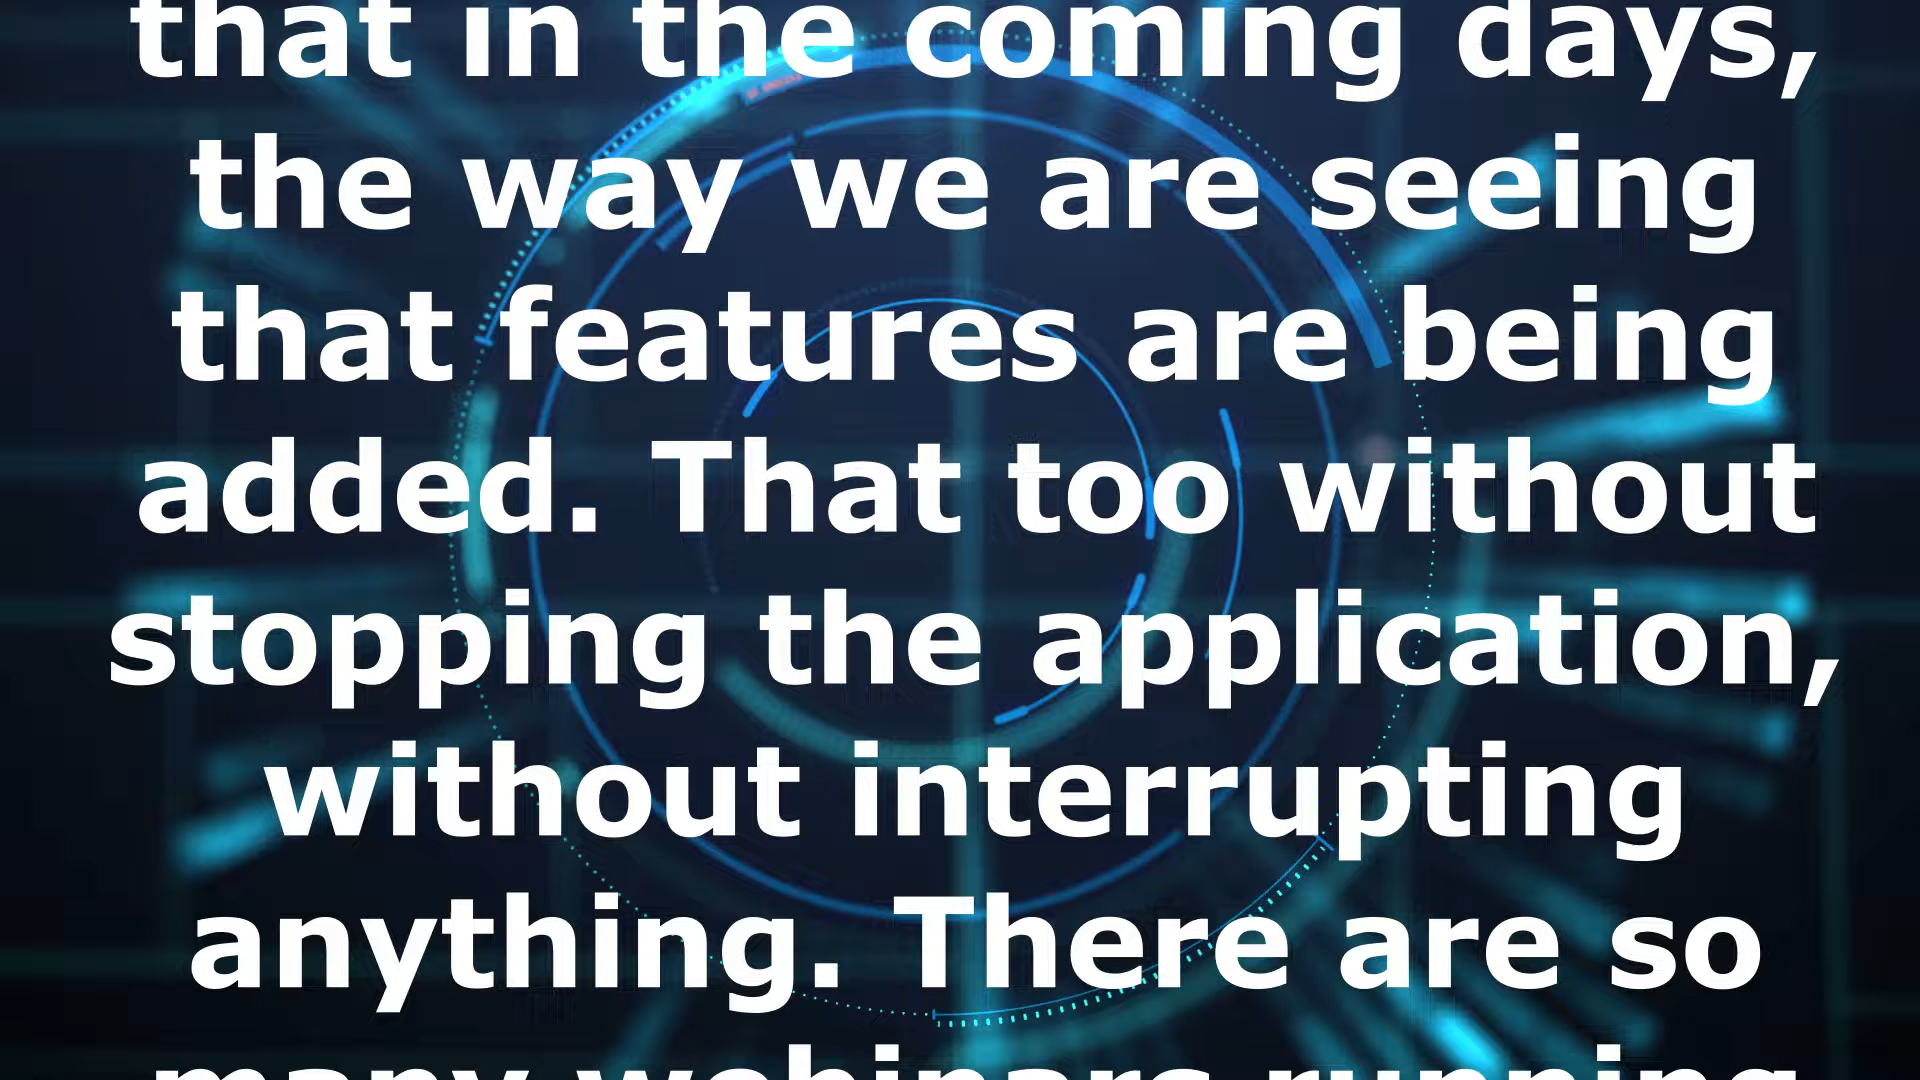 that in the coming days,
the way we are seeing
that features are being
added. That too without
stopping the application,
without interrupting
anything. There are so
many webinars running